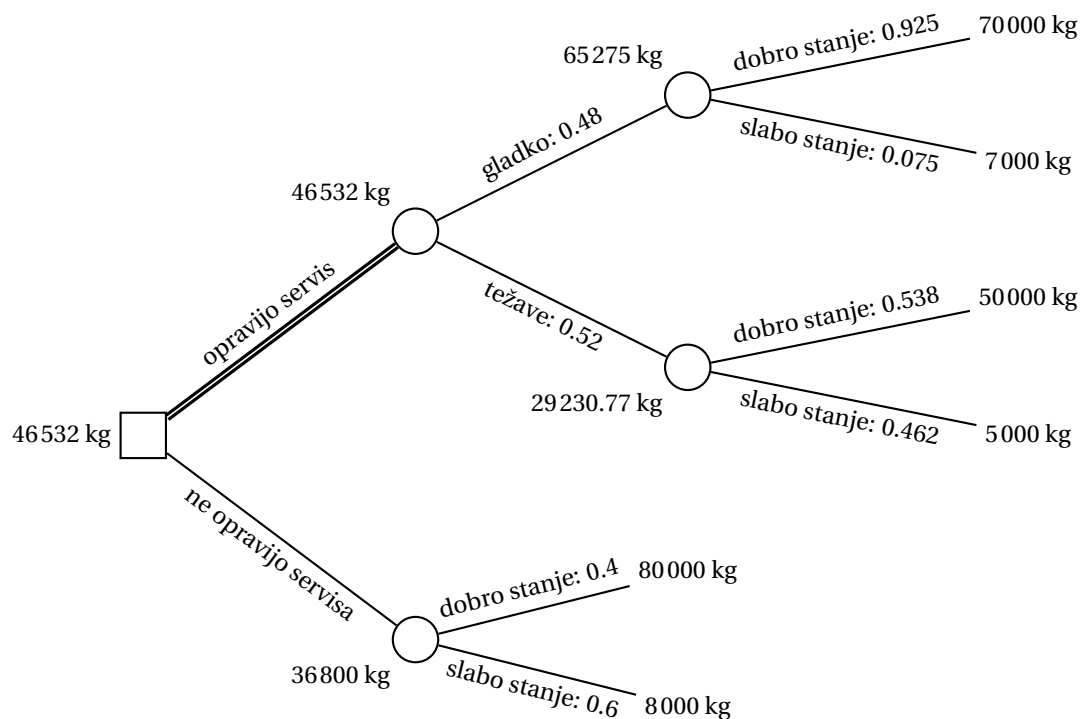 70 000 kg
dobro stanje: 0.925
65 275 kg
gladko: 0.48
slabo stanje: 0.075
7 000 kg
46 532 kg
opravijo servis
težave: 0.52
50 000 kg
dobro stanje: 0.538
29 230.77 kg
slabo stanje: 0.462
5 000 kg
46 532 kg
ne opravijo servisa
80 000 kg
dobro stanje: 0.4
36 800 kg
slabo stanje: 0.6
8 000 kg